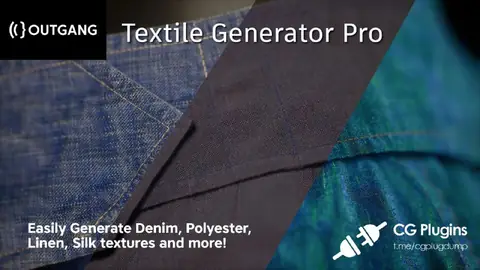 OUTGANG
Textile Generator Pro
Easily Generate Denim, Polyester,
Linen, Silk textures and more!
CG Plugins
t.me/cgplugdump